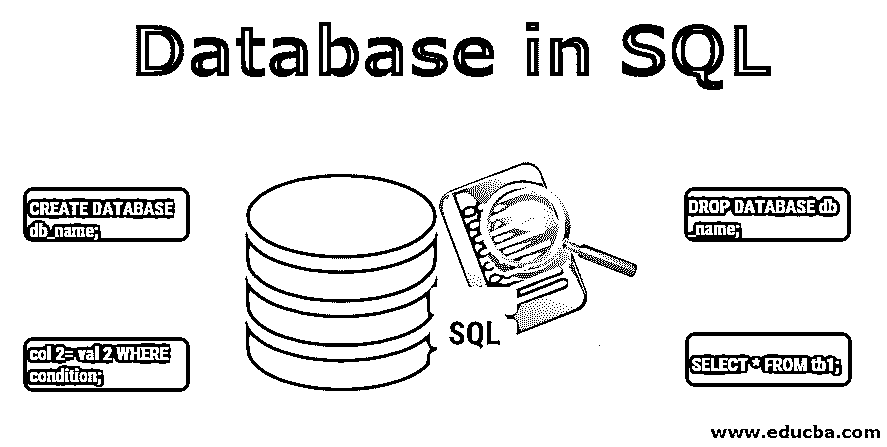 Database in SQL
CREATE DATABASE
db_name;
DROP DATABASE db
_name;
SQL
col 2= val 2 WHERE
condition;
SELECT * FROM tb1;
www.educba.com